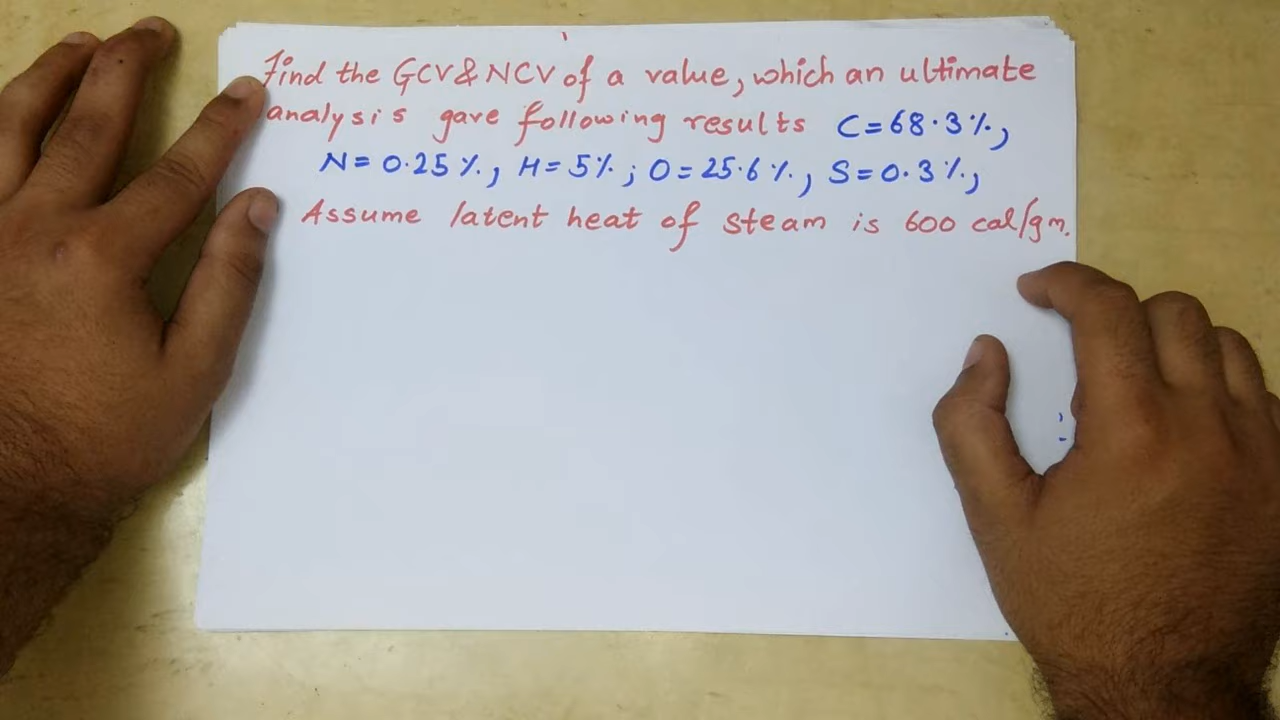 Find the GCV & NCV of a value, which an ultimate
analysis gave following results C = 68.3 %,
N = 0.25 %, H = 5 %; O = 25.6 %, S = 0.3 %,
Assume latent heat of steam is 600 cal/gm.